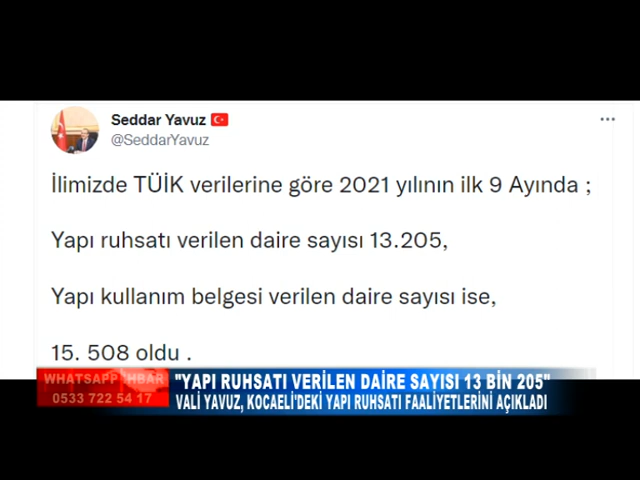 Seddar Yavuz 🇹🇷
@SeddarYavuz
İlimizde TÜİK verilerine göre 2021 yılının ilk 9 Ayında ;
Yapı ruhsatı verilen daire sayısı 13.205,
Yapı kullanım belgesi verilen daire sayısı ise,
15. 508 oldu .
WHATSAPP İHBAR
0533 722 54 17
"YAPI RUHSATI VERİLEN DAİRE SAYISI 13 BİN 205"
VALİ YAVUZ, KOCAELİ'DEKİ YAPI RUHSATI FAALİYETLERİNİ AÇIKLADI